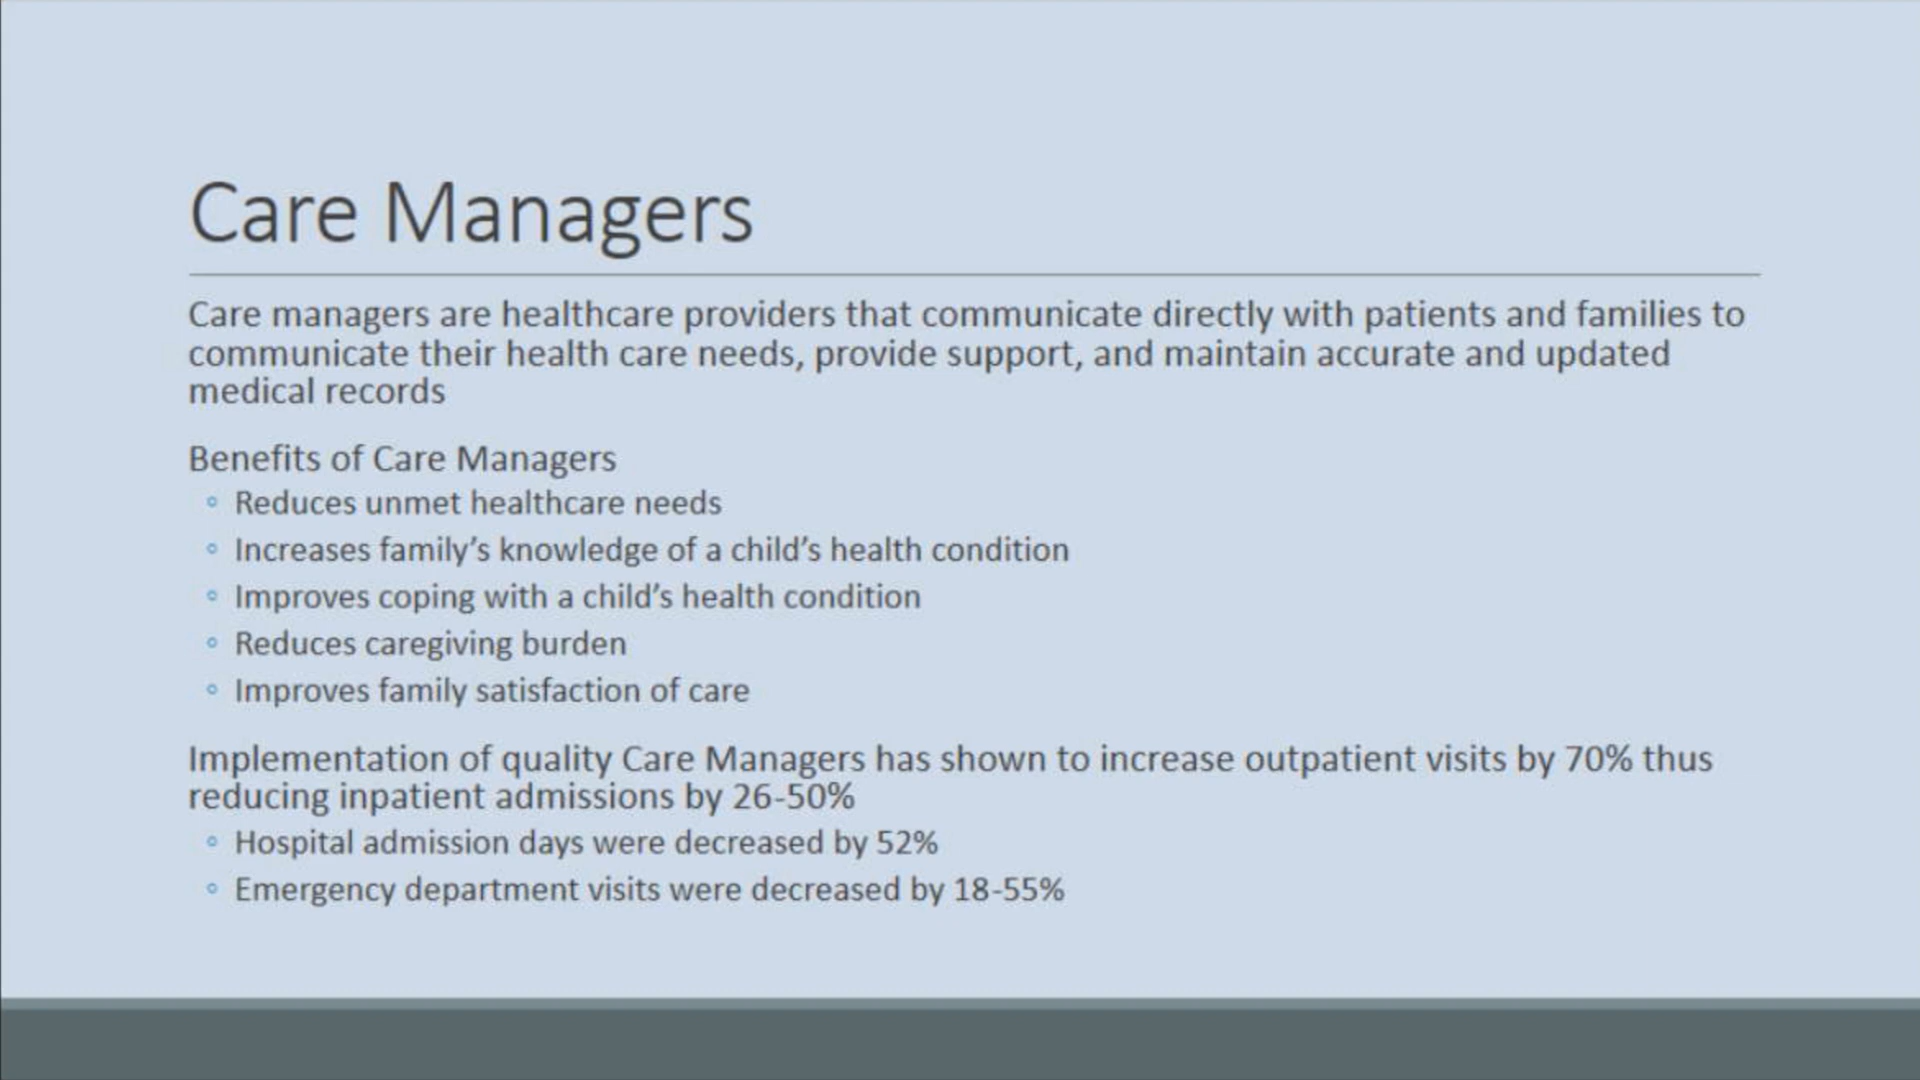 Care Managers
Care managers are healthcare providers that communicate directly with patients and families to
communicate their health care needs, provide support, and maintain accurate and updated
medical records
Benefits of Care Managers
◦ Reduces unmet healthcare needs
◦ Increases family’s knowledge of a child’s health condition
◦ Improves coping with a child’s health condition
◦ Reduces caregiving burden
◦ Improves family satisfaction of care
Implementation of quality Care Managers has shown to increase outpatient visits by 70% thus
reducing inpatient admissions by 26-50%
◦ Hospital admission days were decreased by 52%
◦ Emergency department visits were decreased by 18-55%